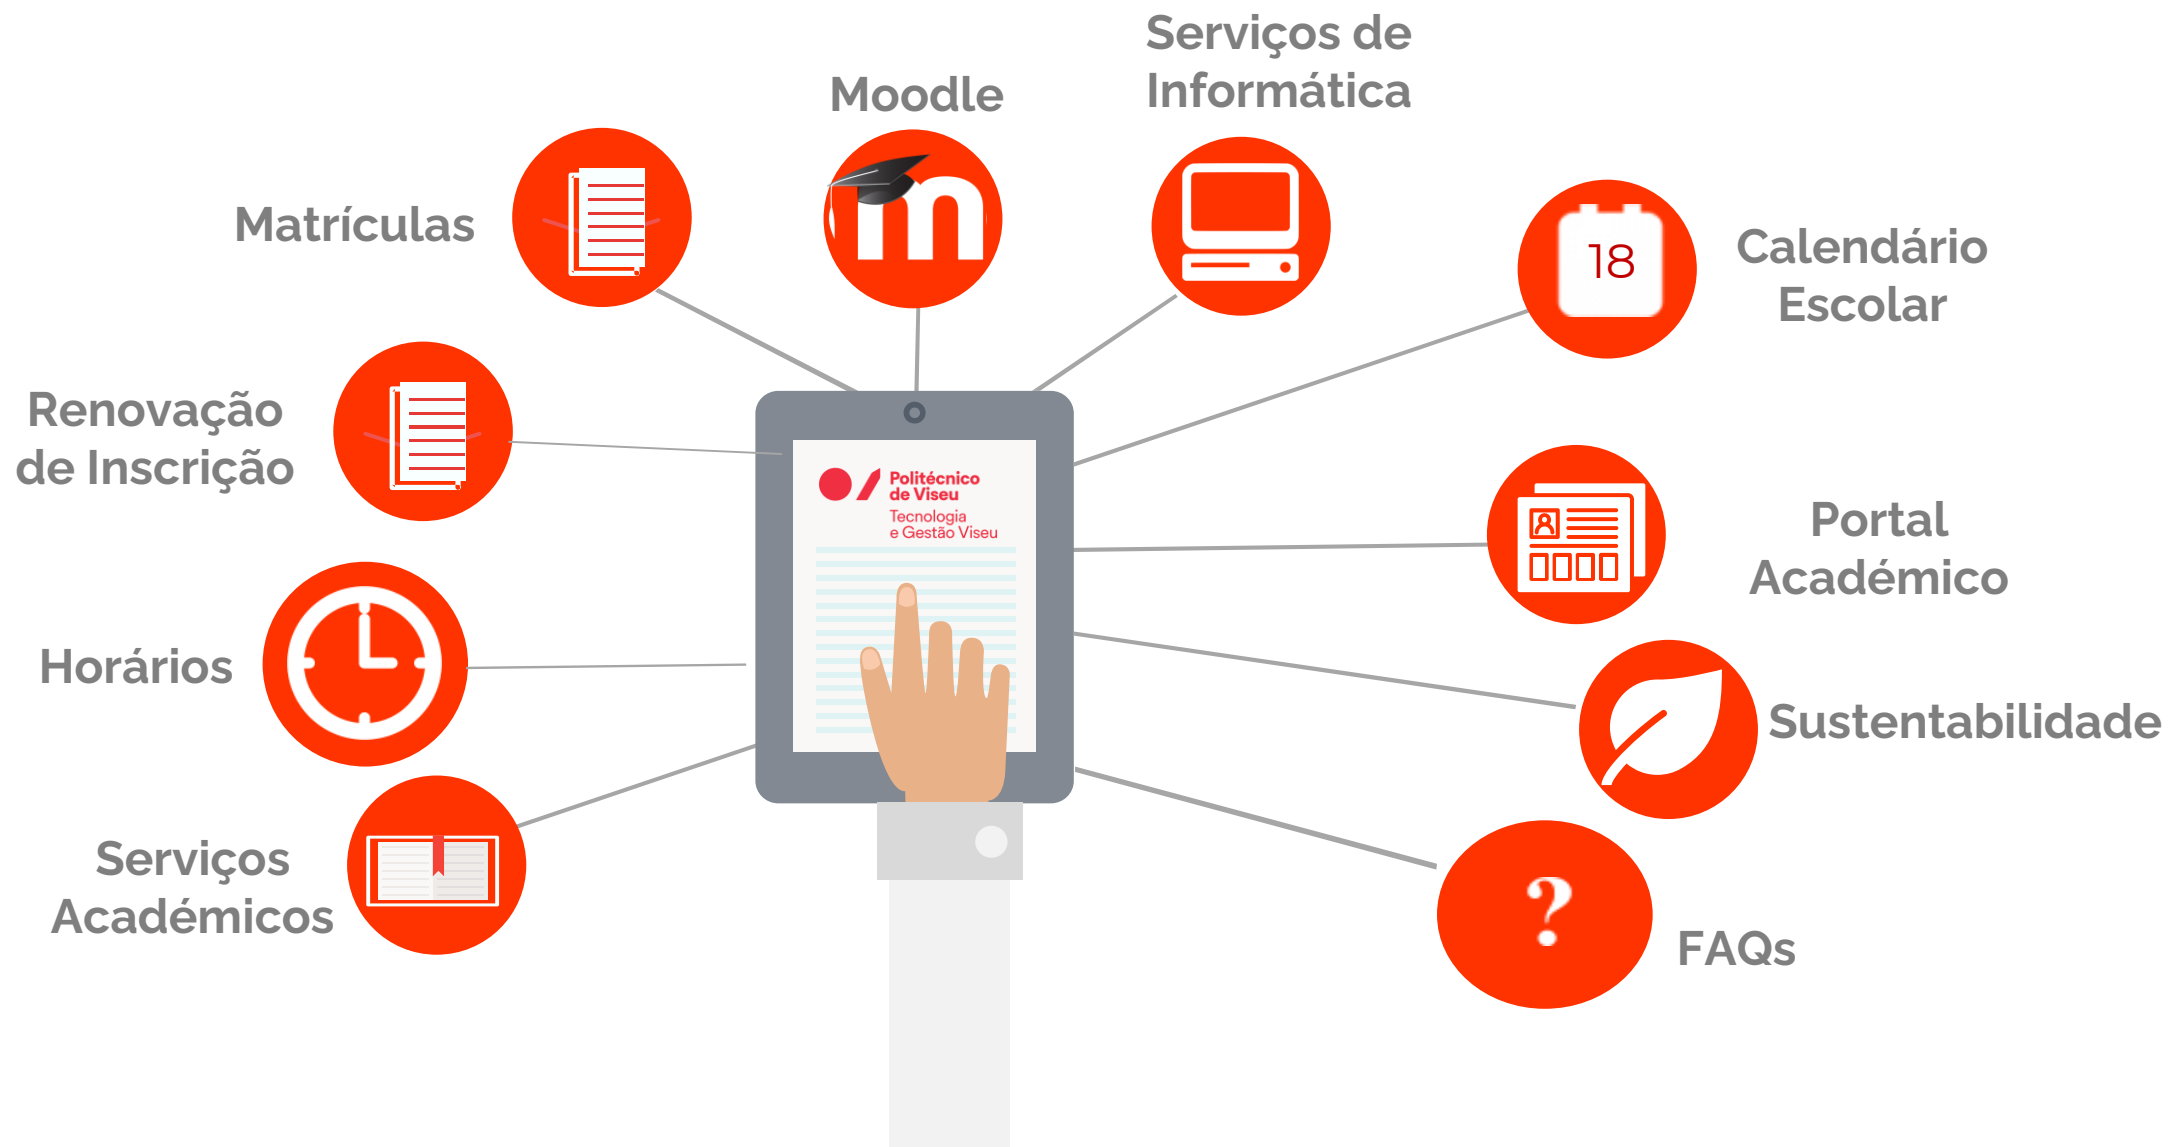 Serviços de
Informática
Moodle
Matrículas
18
Calendário
Escolar
Renovação
de Inscrição
Politécnico
de Viseu
Tecnologia
e Gestão Viseu
Portal
Académico
Horários
Sustentabilidade
Serviços
Académicos
?
FAQs
m